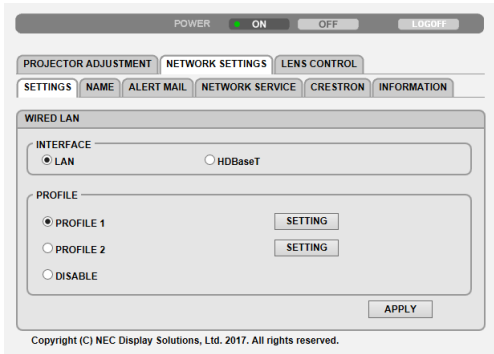 POWER ON OFF LOGOFF
PROJECTOR ADJUSTMENT NETWORK SETTINGS LENS CONTROL
SETTINGS NAME ALERT MAIL NETWORK SERVICE CRESTRON INFORMATION
WIRED LAN
INTERFACE
LAN HDBaseT
PROFILE
PROFILE 1 SETTING
PROFILE 2 SETTING
DISABLE
APPLY
Copyright (C) NEC Display Solutions, Ltd. 2017. All rights reserved.